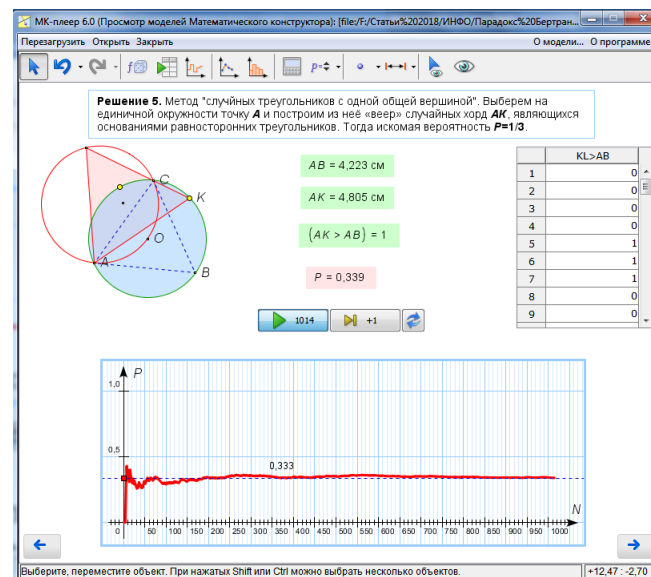 МК-плеер 6.0 (Просмотр моделей Математического конструктора): [file:/F:/Статьи%202018/ИНФО/Парадокс%20Бертран...
Перезагрузить Открыть Закрыть О модели... О программе
p=
Решение 5. Метод "случйных треугольников с одной общей вершиной". Выберем на
единичной окружности точку А и построим из неё «веер» случайных хорд АК, являющихся
основаниями равносторонних треугольников. Тогда искомая вероятность Р=1/3.
C
K
O
A
B
AB = 4,223 см
AK = 4,805 см
(AK > AB) = 1
P = 0,339
1014 +1
KL>AB
1 0
2 0
3 0
4 0
5 1
6 1
7 1
8 0
9 0
P
1,0
0,5
0,333
N
0 50 100 150 200 250 300 350 400 450 500 550 600 650 700 750 800 850 900 950 1000
Выберите, переместите объект. При нажатых Shift или Ctrl можно выбрать несколько объектов. +12,47 : -2,70